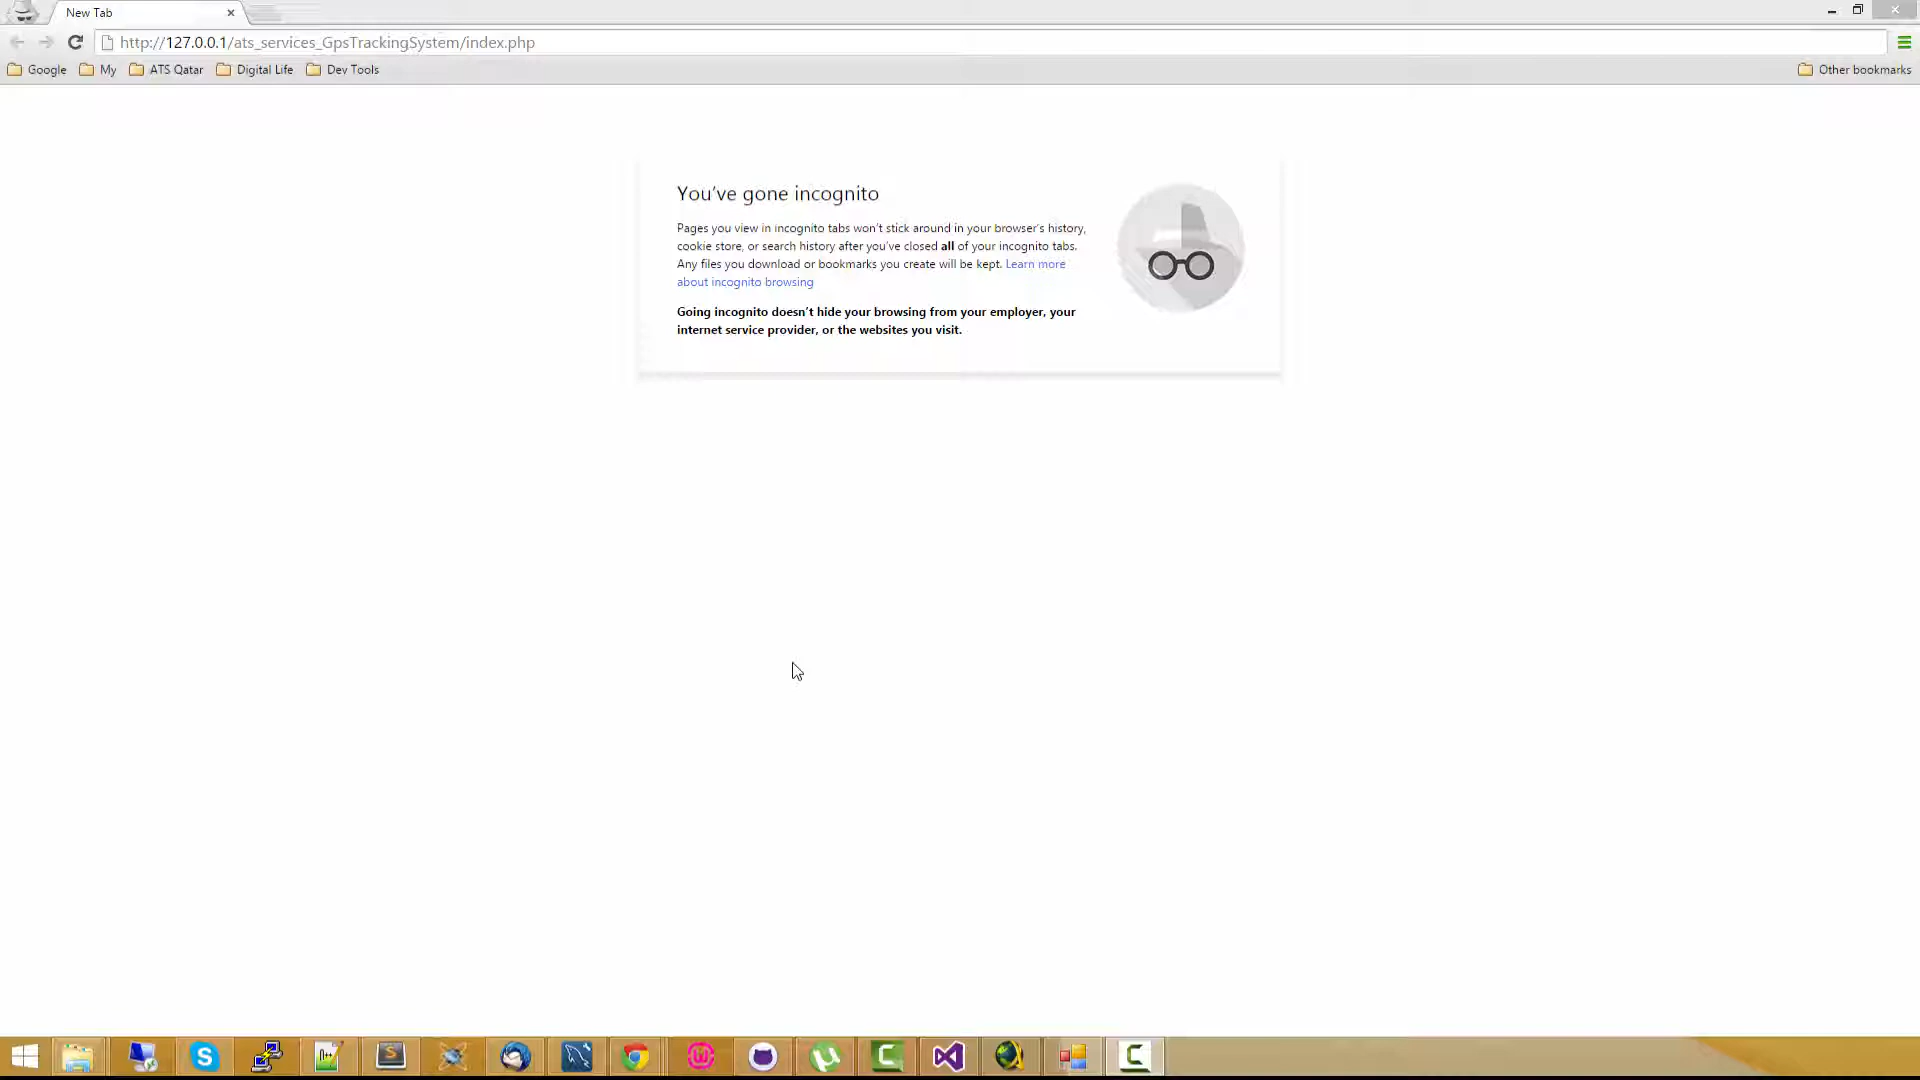 New Tab
http://127.0.0.1/ats_services_GpsTrackingSystem/index.php
Google My ATS Qatar Digital Life Dev Tools Other bookmarks
You've gone incognito
Pages you view in incognito tabs won't stick around in your browser's history,
cookie store, or search history after you've closed all of your incognito tabs.
Any files you download or bookmarks you create will be kept. Learn more
about incognito browsing
Going incognito doesn't hide your browsing from your employer, your
internet service provider, or the websites you visit.